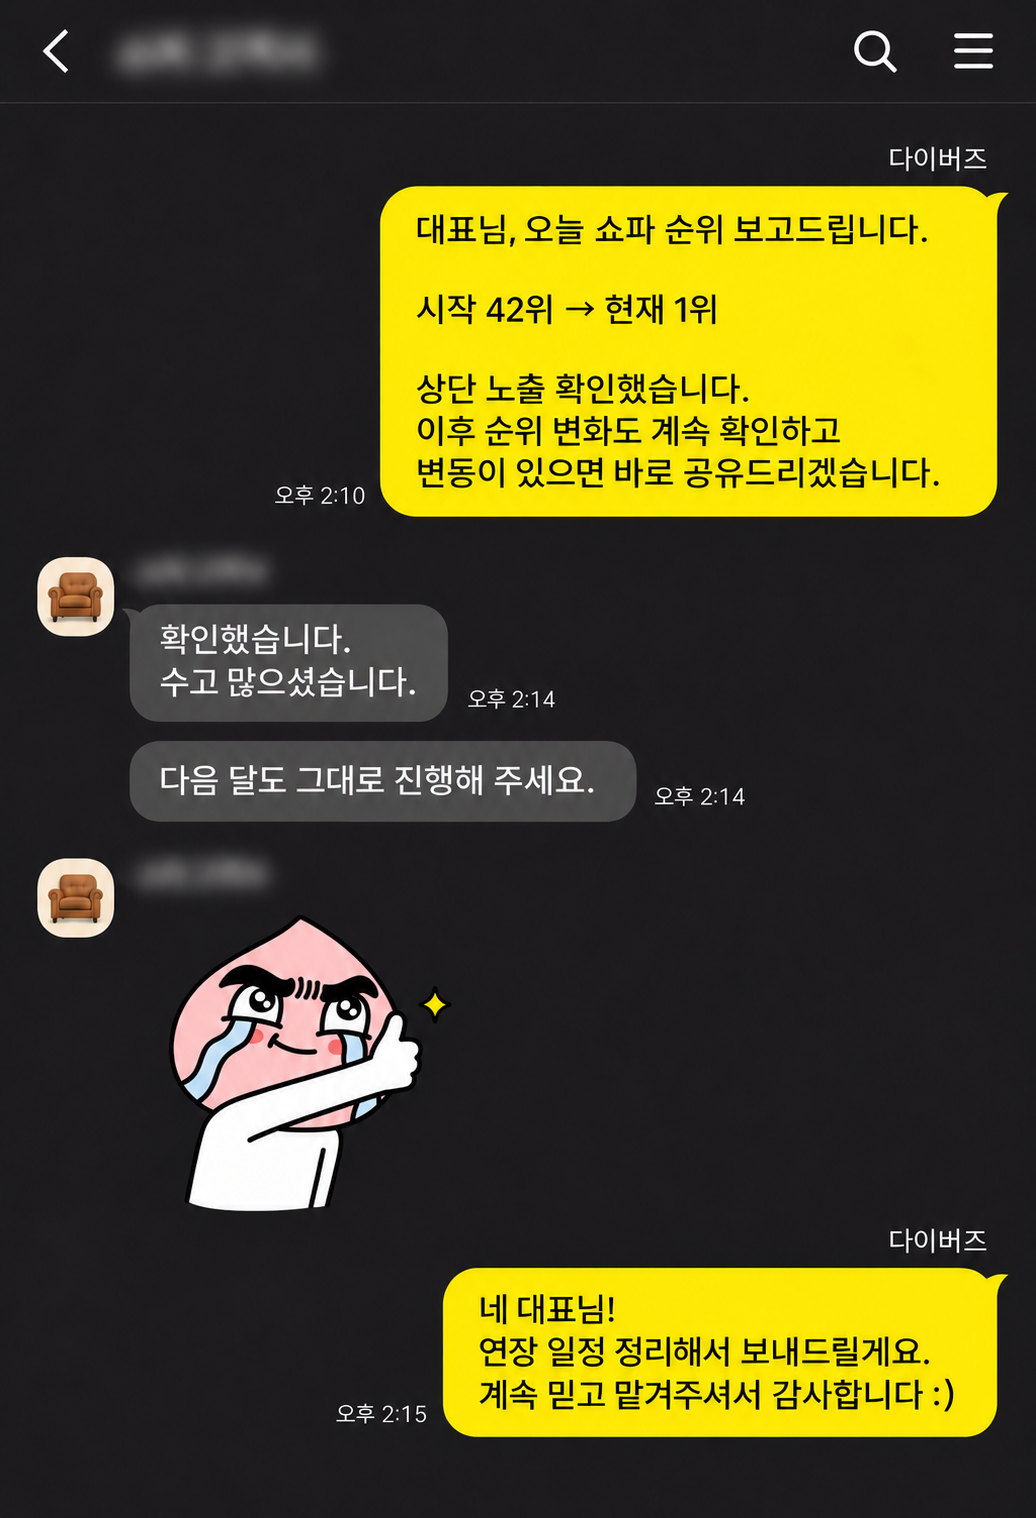 다이버즈
대표님, 오늘 쇼파 순위 보고드립니다.
시작 42위 → 현재 1위
상단 노출 확인했습니다.
이후 순위 변화도 계속 확인하고
변동이 있으면 바로 공유드리겠습니다.
오후 2:10
확인했습니다.
수고 많으셨습니다.
오후 2:14
다음 달도 그대로 진행해 주세요.
오후 2:14
다이버즈
네 대표님!
연장 일정 정리해서 보내드릴게요.
계속 믿고 맡겨주셔서 감사합니다 :)
오후 2:15